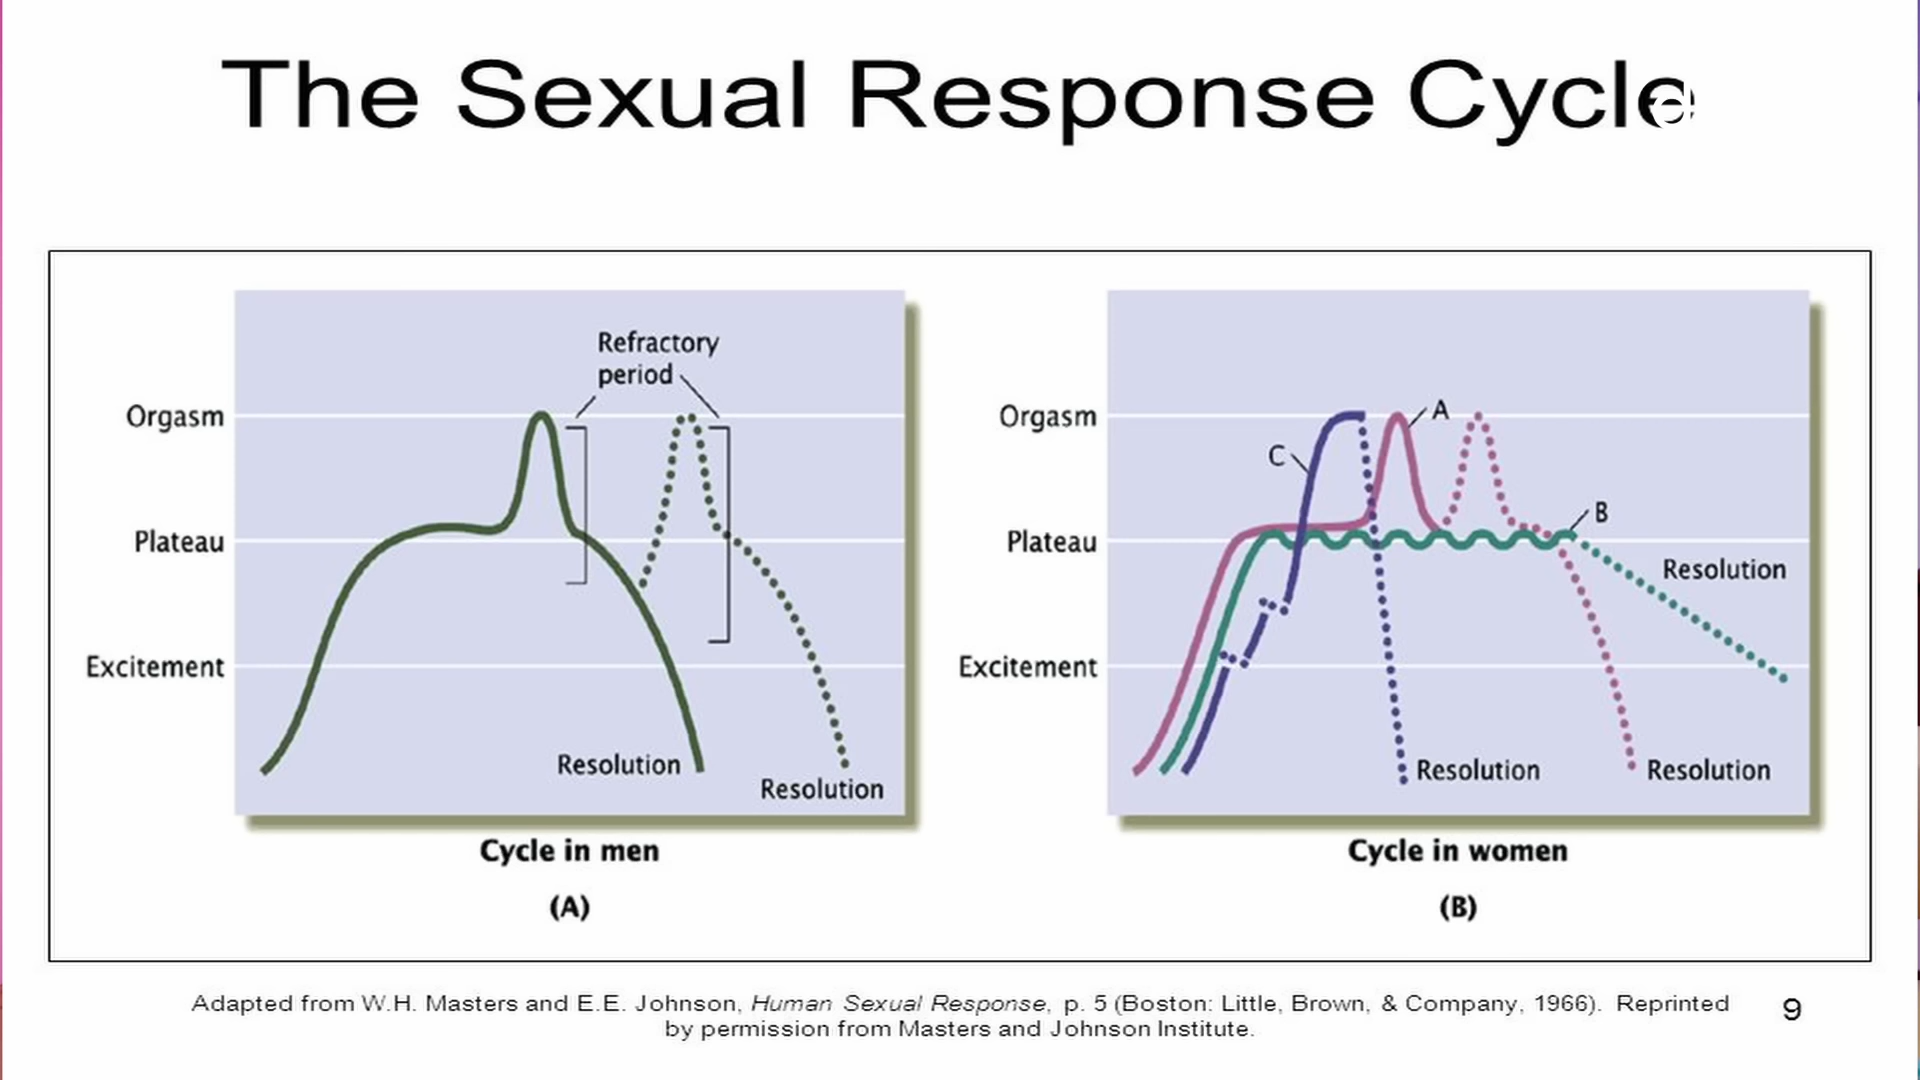 The Sexual Response Cycle
Refractory
period
Orgasm
Plateau
Excitement
Resolution
Resolution
Cycle in men
(A)
Orgasm
Plateau
Excitement
A
C
B
Resolution
Resolution
Resolution
Cycle in women
(B)
Adapted from W.H. Masters and E.E. Johnson, Human Sexual Response, p. 5 (Boston: Little, Brown, & Company, 1966). Reprinted
by permission from Masters and Johnson Institute.
9